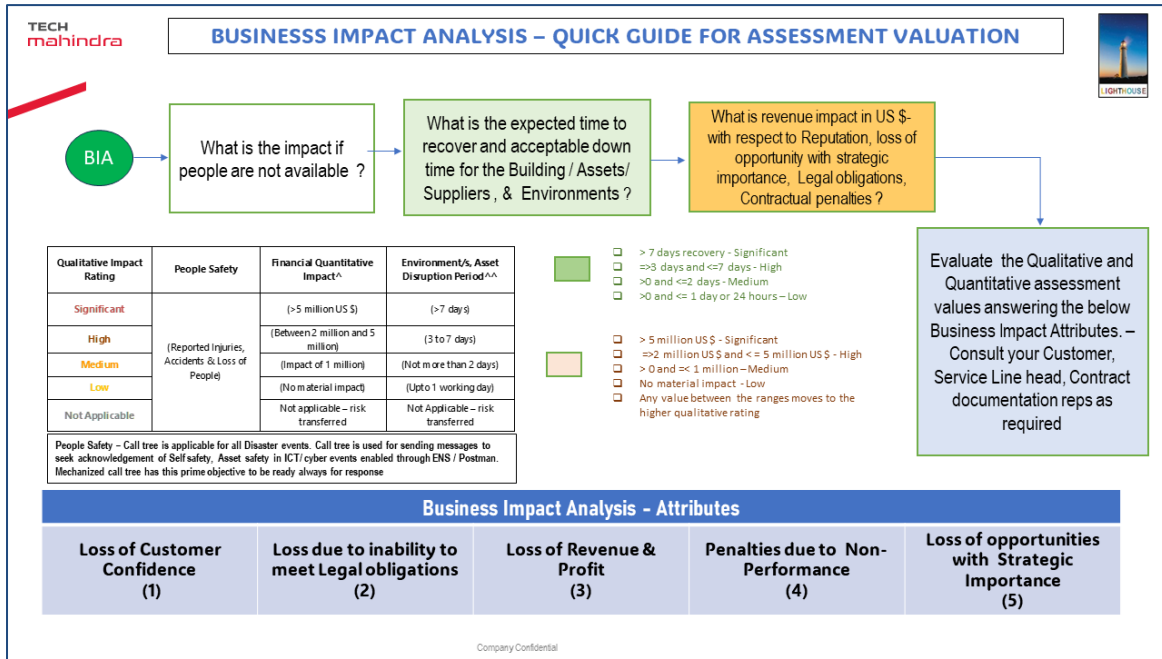 TECH
mahindra
BUSINESSS IMPACT ANALYSIS – QUICK GUIDE FOR ASSESSMENT VALUATION
LIGHTHOUSE
BIA
What is the impact if
people are not available ?
What is the expected time to
recover and acceptable down
time for the Building / Assets/
Suppliers , & Environments ?
What is revenue impact in US $-
with respect to Reputation, loss of
opportunity with strategic
importance, Legal obligations,
Contractual penalties ?
Evaluate the Qualitative and
Quantitative assessment
values answering the below
Business Impact Attributes. –
Consult your Customer,
Service Line head, Contract
documentation reps as
required
Qualitative Impact
Rating
People Safety
Financial Quantitative
Impact^
Environment/s, Asset
Disruption Period^^
Significant
(>5 million US $)
(>7 days)
High
(Between 2 million and 5
million)
(3 to 7 days)
(Reported Injuries,
Accidents & Loss of
People)
Medium
(Impact of 1 million)
(Not more than 2 days)
Low
(No material impact)
(Upto 1 working day)
Not Applicable
Not applicable – risk
transferred
Not Applicable – risk
transferred
People Safety – Call tree is applicable for all Disaster events. Call tree is used for sending messages to
seek acknowledgement of Self safety, Asset safety in ICT/ cyber events enabled through ENS / Postman.
Mechanized call tree has this prime objective to be ready always for response
> 7 days recovery - Significant
=>3 days and <=7 days - High
>0 and <=2 days - Medium
>0 and <= 1 day or 24 hours – Low
> 5 million US $ - Significant
=>2 million US $ and < = 5 million US $ - High
> 0 and =< 1 million – Medium
No material impact - Low
Any value between the ranges moves to the
higher qualitative rating
Business Impact Analysis - Attributes
Loss of Customer
Confidence
(1)
Loss due to inability to
meet Legal obligations
(2)
Loss of Revenue &
Profit
(3)
Penalties due to Non-
Performance
(4)
Loss of opportunities
with Strategic
Importance
(5)
Company Confidential